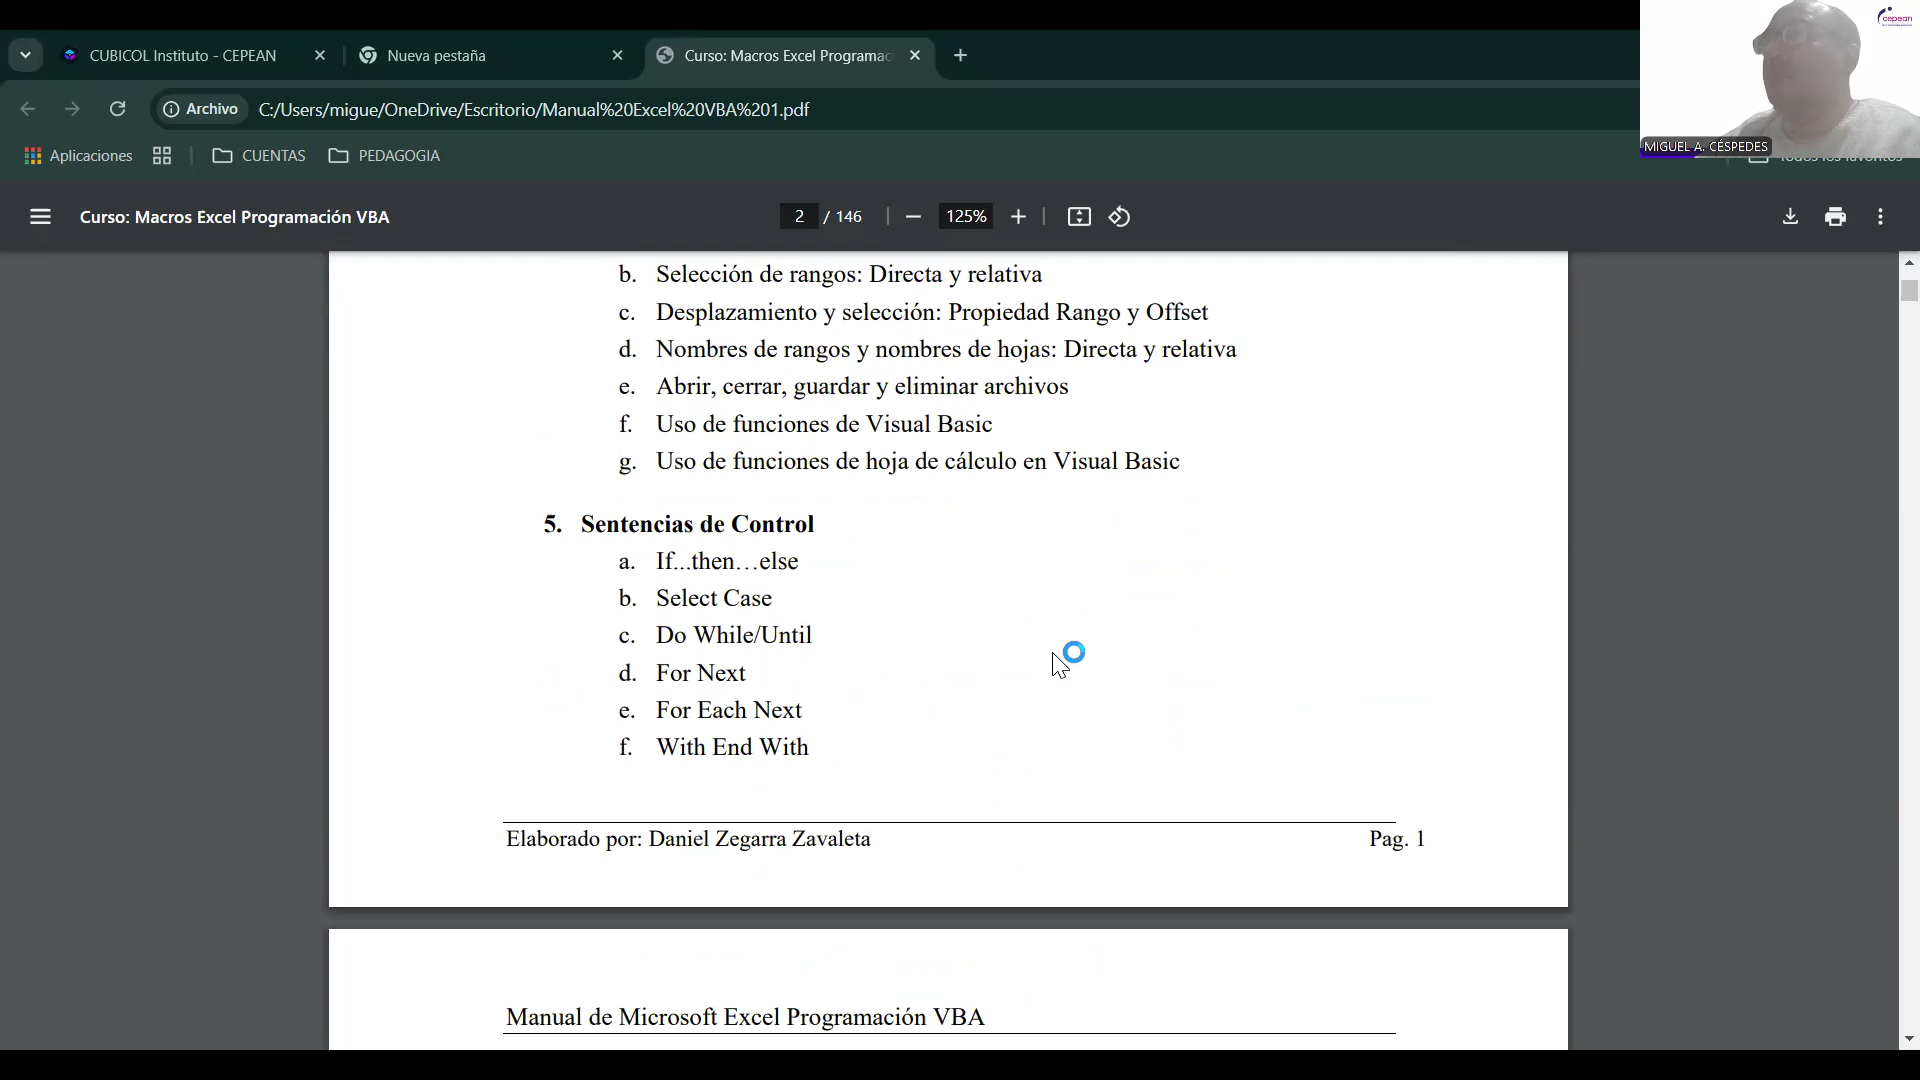 cepean
CUBICOL Instituto - CEPEAN
Nueva pestaña
Curso: Macros Excel Programac
Archivo
C:/Users/migue/OneDrive/Escritorio/Manual%20Excel%20VBA%201.pdf
MIGUEL A. CÉSPEDES
Aplicaciones
CUENTAS
PEDAGOGIA
Todos los favoritos
Curso: Macros Excel Programación VBA
2 / 146
125%
b. Selección de rangos: Directa y relativa
c. Desplazamiento y selección: Propiedad Rango y Offset
d. Nombres de rangos y nombres de hojas: Directa y relativa
e. Abrir, cerrar, guardar y eliminar archivos
f. Uso de funciones de Visual Basic
g. Uso de funciones de hoja de cálculo en Visual Basic
5. Sentencias de Control
a. If...then…else
b. Select Case
c. Do While/Until
d. For Next
e. For Each Next
f. With End With
Elaborado por: Daniel Zegarra Zavaleta Pag. 1
Manual de Microsoft Excel Programación VBA